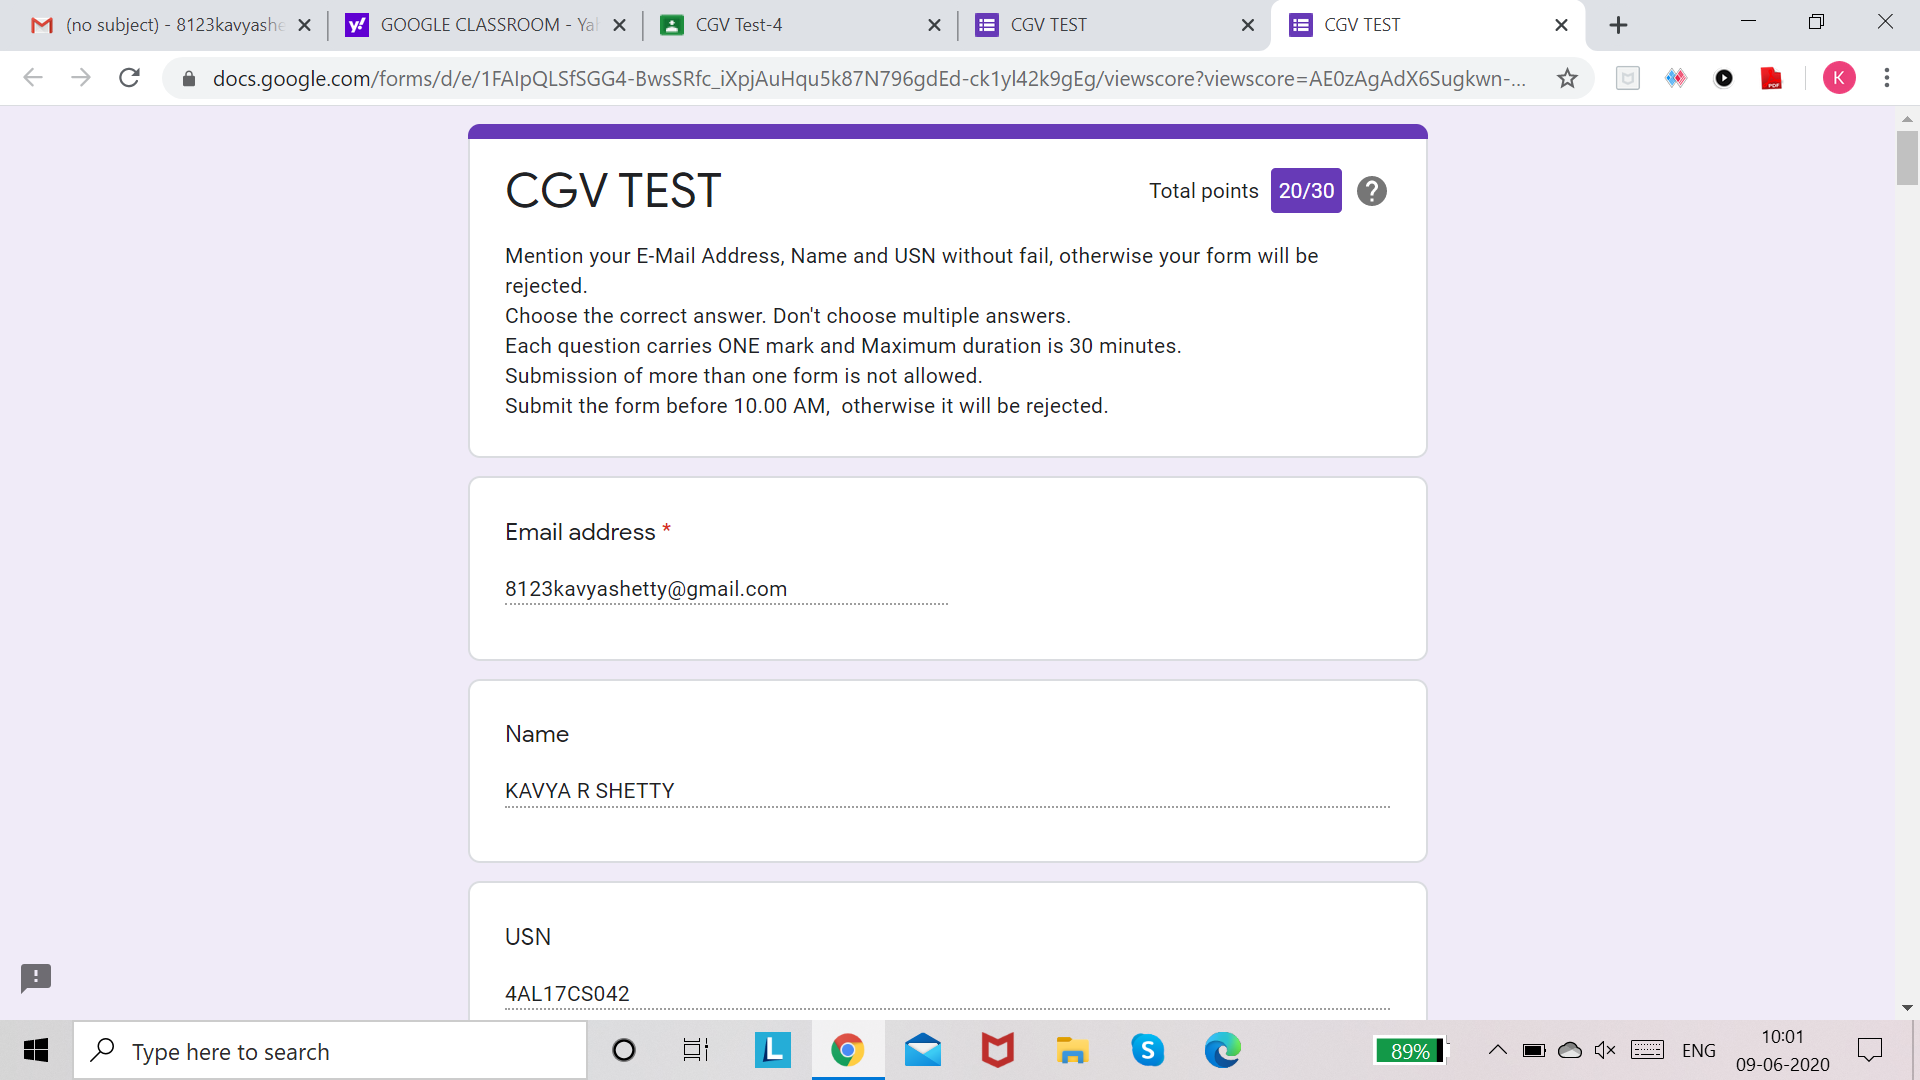 (no subject) - 8123kavyashe
GOOGLE CLASSROOM - Yah
CGV Test-4
CGV TEST
CGV TEST
docs.google.com/forms/d/e/1FAIpQLSfSGG4-BwsSRfc_iXpjAuHqu5k87N796gdEd-ck1yl42k9gEg/viewscore?viewscore=AE0zAgAdX6Sugkwn-...
K
CGV TEST
Total points 20/30
Mention your E-Mail Address, Name and USN without fail, otherwise your form will be
rejected.
Choose the correct answer. Don't choose multiple answers.
Each question carries ONE mark and Maximum duration is 30 minutes.
Submission of more than one form is not allowed.
Submit the form before 10.00 AM,  otherwise it will be rejected.
Email address *
8123kavyashetty@gmail.com
Name
KAVYA R SHETTY
USN
4AL17CS042
Type here to search
89%
ENG
10:01
09-06-2020